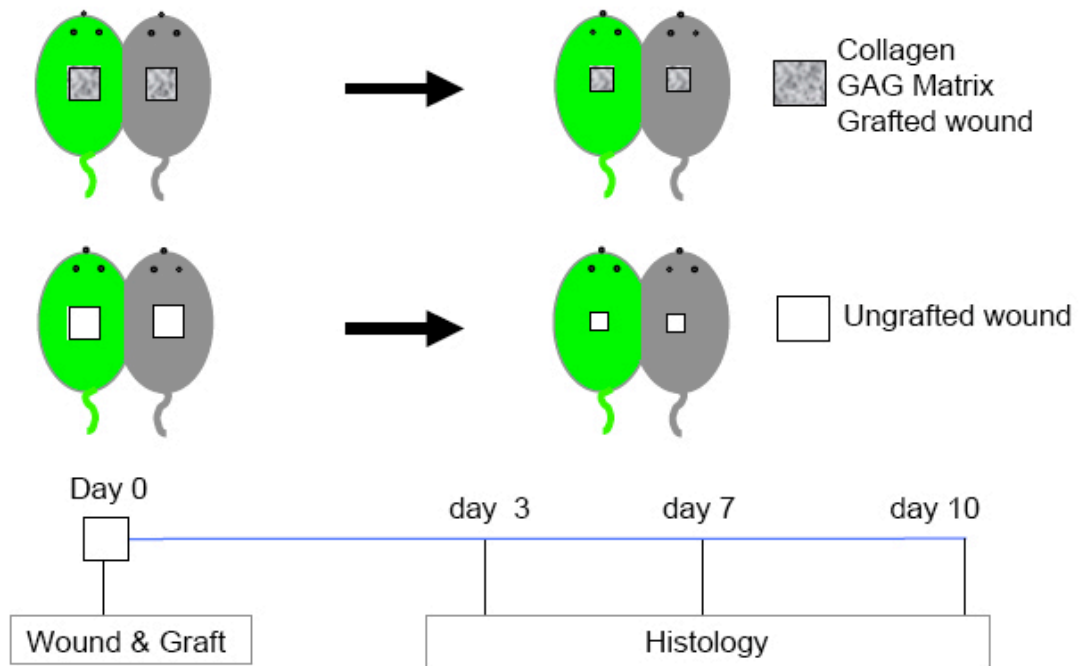 Collagen
GAG Matrix
Grafted wound
Ungrafted wound
Day 0
day 3
day 7
day 10
Wound & Graft
Histology